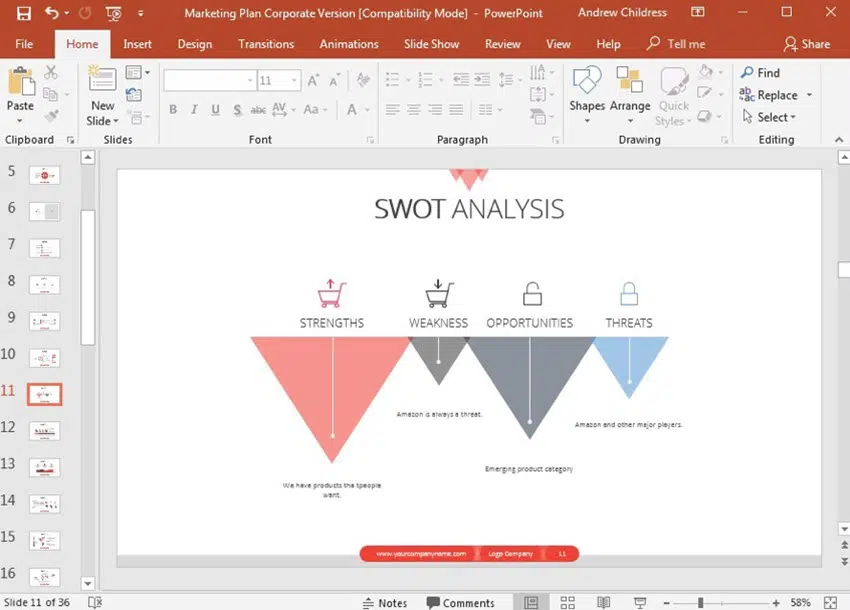 Marketing Plan Corporate Version [Compatibility Mode] - PowerPoint
Andrew Childress
File
Home
Insert
Design
Transitions
Animations
Slide Show
Review
View
Help
Tell me
Share
Paste
New
Slide
11
B I U S abc AV Aa A
Shapes
Arrange
Quick
Styles
Find
Replace
Select
Clipboard
Slides
Font
Paragraph
Drawing
Editing
5
6
7
8
9
10
11
12
13
14
15
16
SWOT ANALYSIS
STRENGTHS
WEAKNESS
OPPORTUNITIES
THREATS
Amazon is always a threat.
Amazon and other major players.
Emerging product category
We have products tha tpeople
want.
www.yourcompanyname.com
Logo Company
11
Slide 11 of 36
Notes
Comments
58%